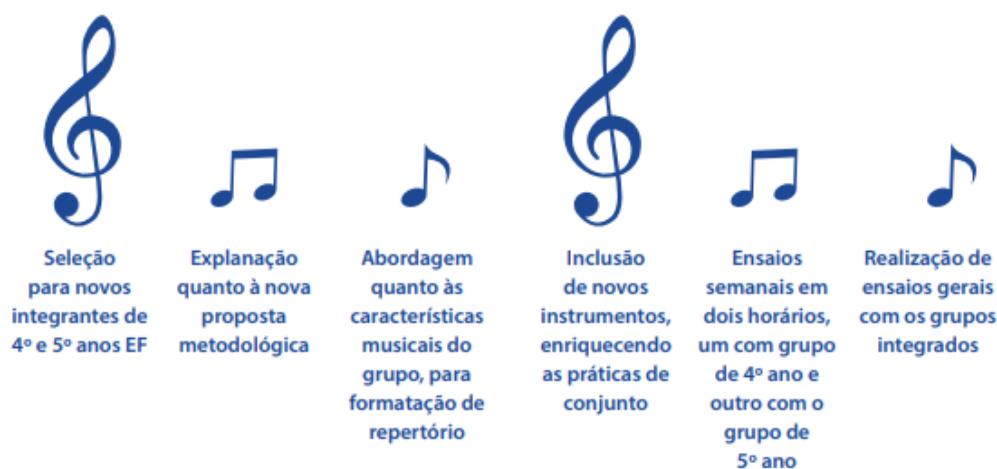 Seleção
para novos
integrantes de
4º e 5º anos EF
Explanação
quanto à nova
proposta
metodológica
Abordagem
quanto às
características
musicais do
grupo, para
formatação de
repertório
Inclusão
de novos
instrumentos,
enriquecendo
as práticas de
conjunto
Ensaios
semanais em
dois horários,
um com grupo
de 4º ano e
outro com o
grupo de
5º ano
Realização de
ensaios gerais
com os grupos
integrados